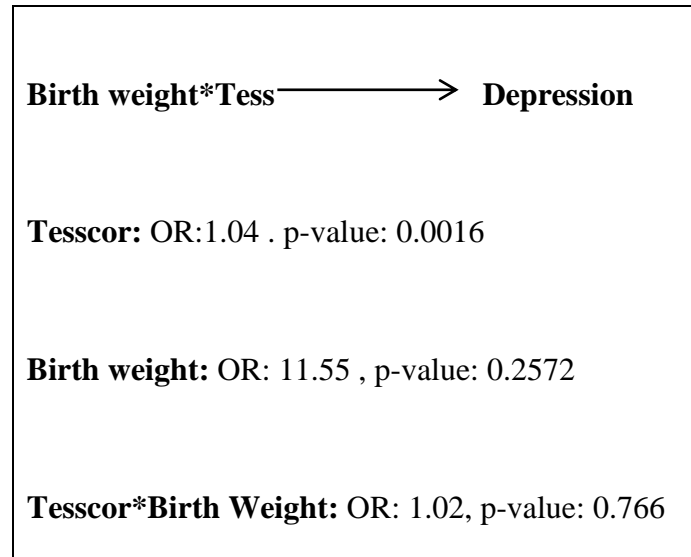 Birth weight*Tess Depression
Tesscor: OR:1.04 . p-value: 0.0016
Birth weight: OR: 11.55 , p-value: 0.2572
Tesscor*Birth Weight: OR: 1.02, p-value: 0.766